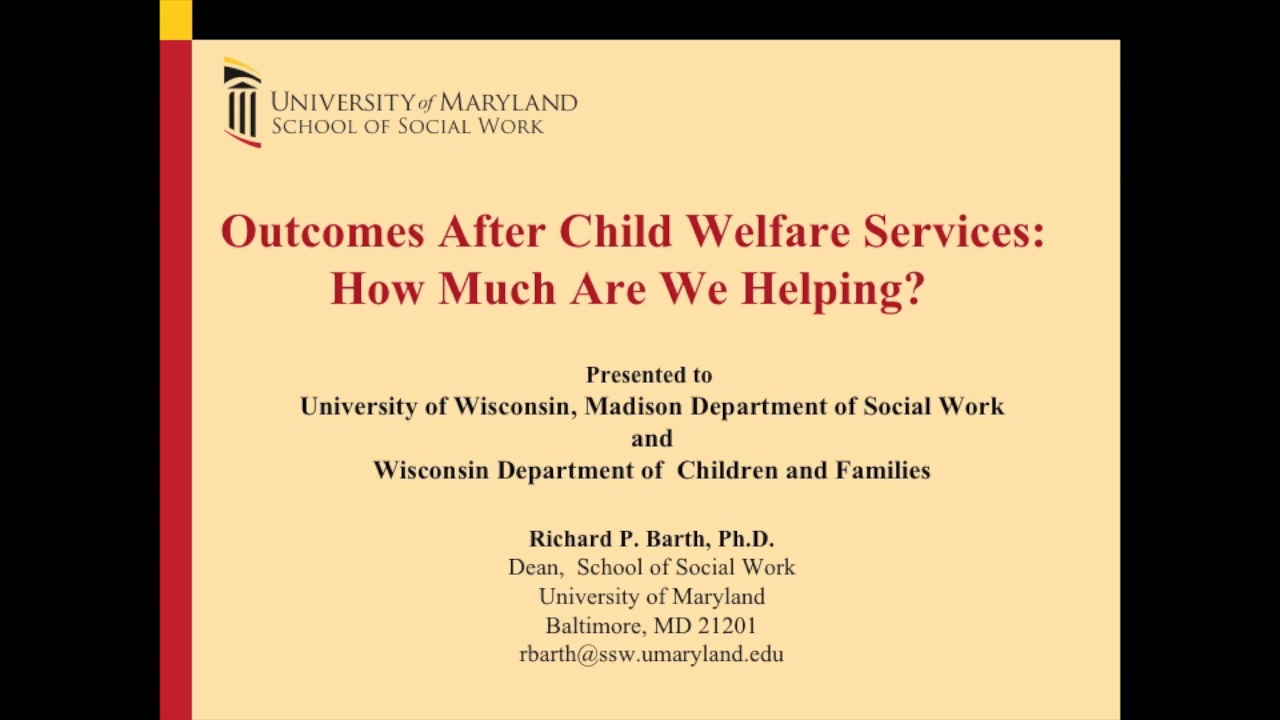 UNIVERSITY of MARYLAND
SCHOOL OF SOCIAL WORK
Outcomes After Child Welfare Services:
How Much Are We Helping?
Presented to
University of Wisconsin, Madison Department of Social Work
and
Wisconsin Department of  Children and Families
Richard P. Barth, Ph.D.
Dean,  School of Social Work
University of Maryland
Baltimore, MD 21201
rbarth@ssw.umaryland.edu